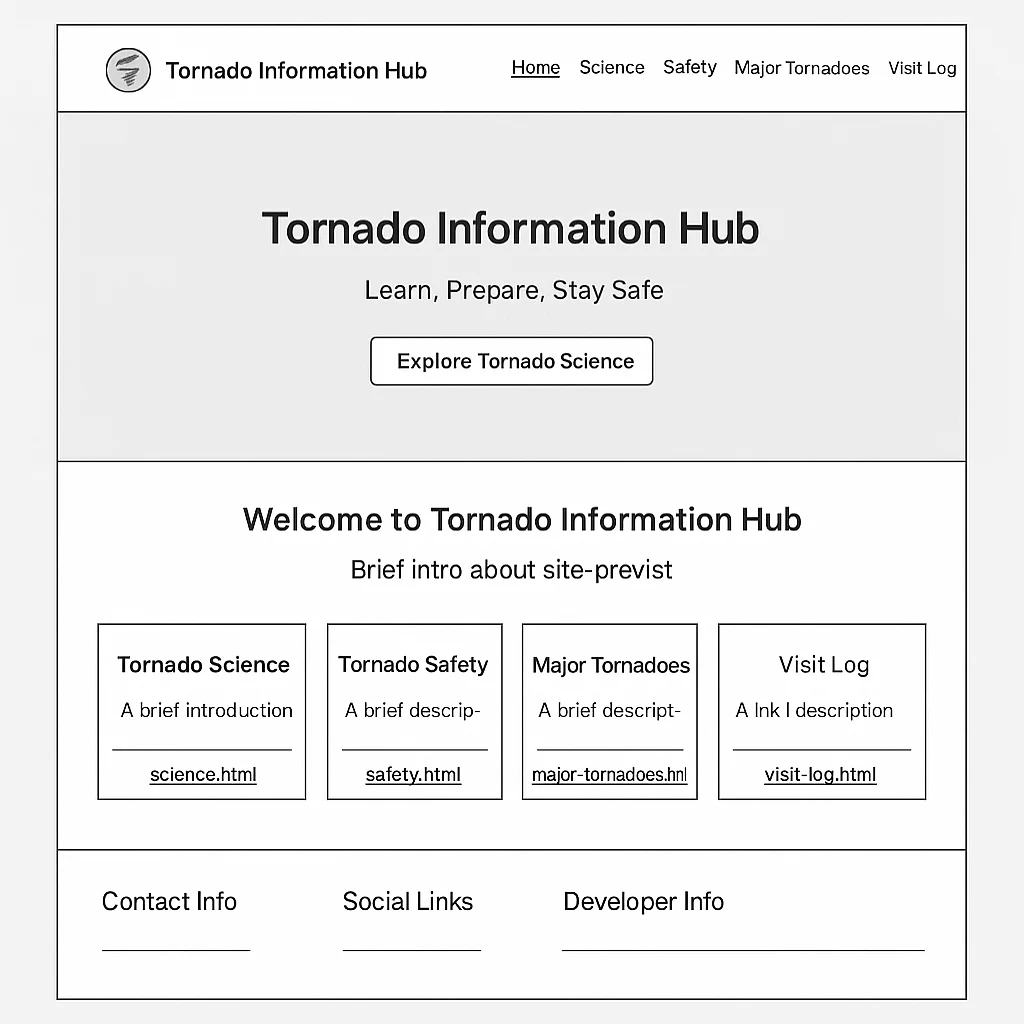 Tornado Information Hub
Home Science Safety Major Tornadoes Visit Log
Tornado Information Hub
Learn, Prepare, Stay Safe
Explore Tornado Science
Welcome to Tornado Information Hub
Brief intro about site-previst
Tornado Science
A brief introduction
science.html
Tornado Safety
A brief descrip-
safety.html
Major Tornadoes
A brief descript-
major-tornadoes.hnl
Visit Log
A lnk l description
visit-log.html
Contact Info
Social Links
Developer Info